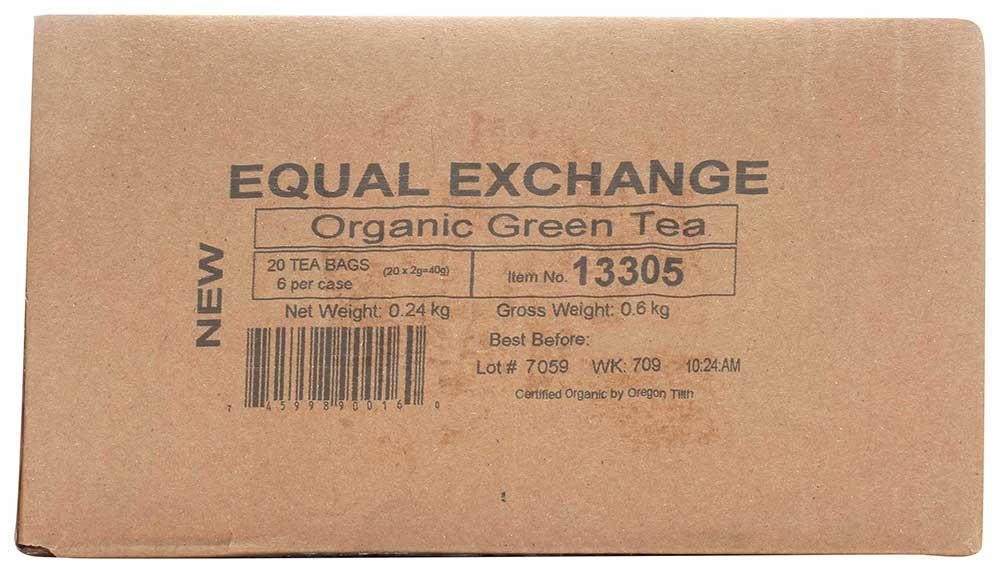 EQUAL EXCHANGE
Organic Green Tea
20 TEA BAGS (20 x 2g=40g)
6 per case
Item No. 13305
NEW
Net Weight: 0.24 kg Gross Weight: 0.6 kg
Best Before:
Lot # 7059 WK: 709 10:24:AM
Certified Organic by Oregon Tilth
7 45998 90016 0